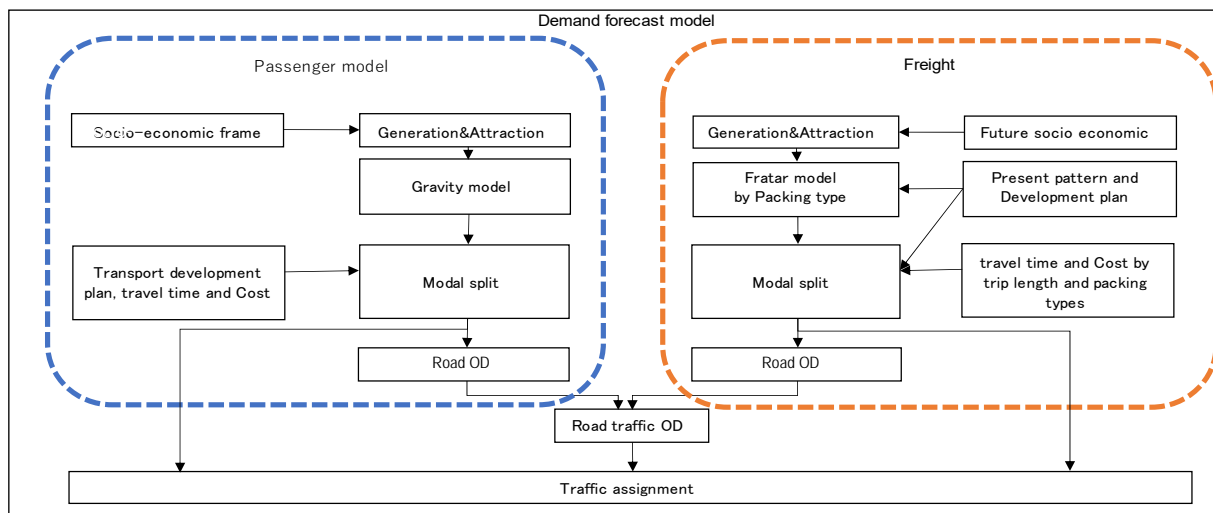 Demand forecast model
Passenger model
Freight
Socio-economic frame
Generation&Attraction
Gravity model
Transport development
plan, travel time and Cost
Modal split
Road OD
Generation&Attraction
Future socio economic
Fratar model
by Packing type
Present pattern and
Development plan
Modal split
travel time and Cost by
trip length and packing
types
Road OD
Road traffic OD
Traffic assignment